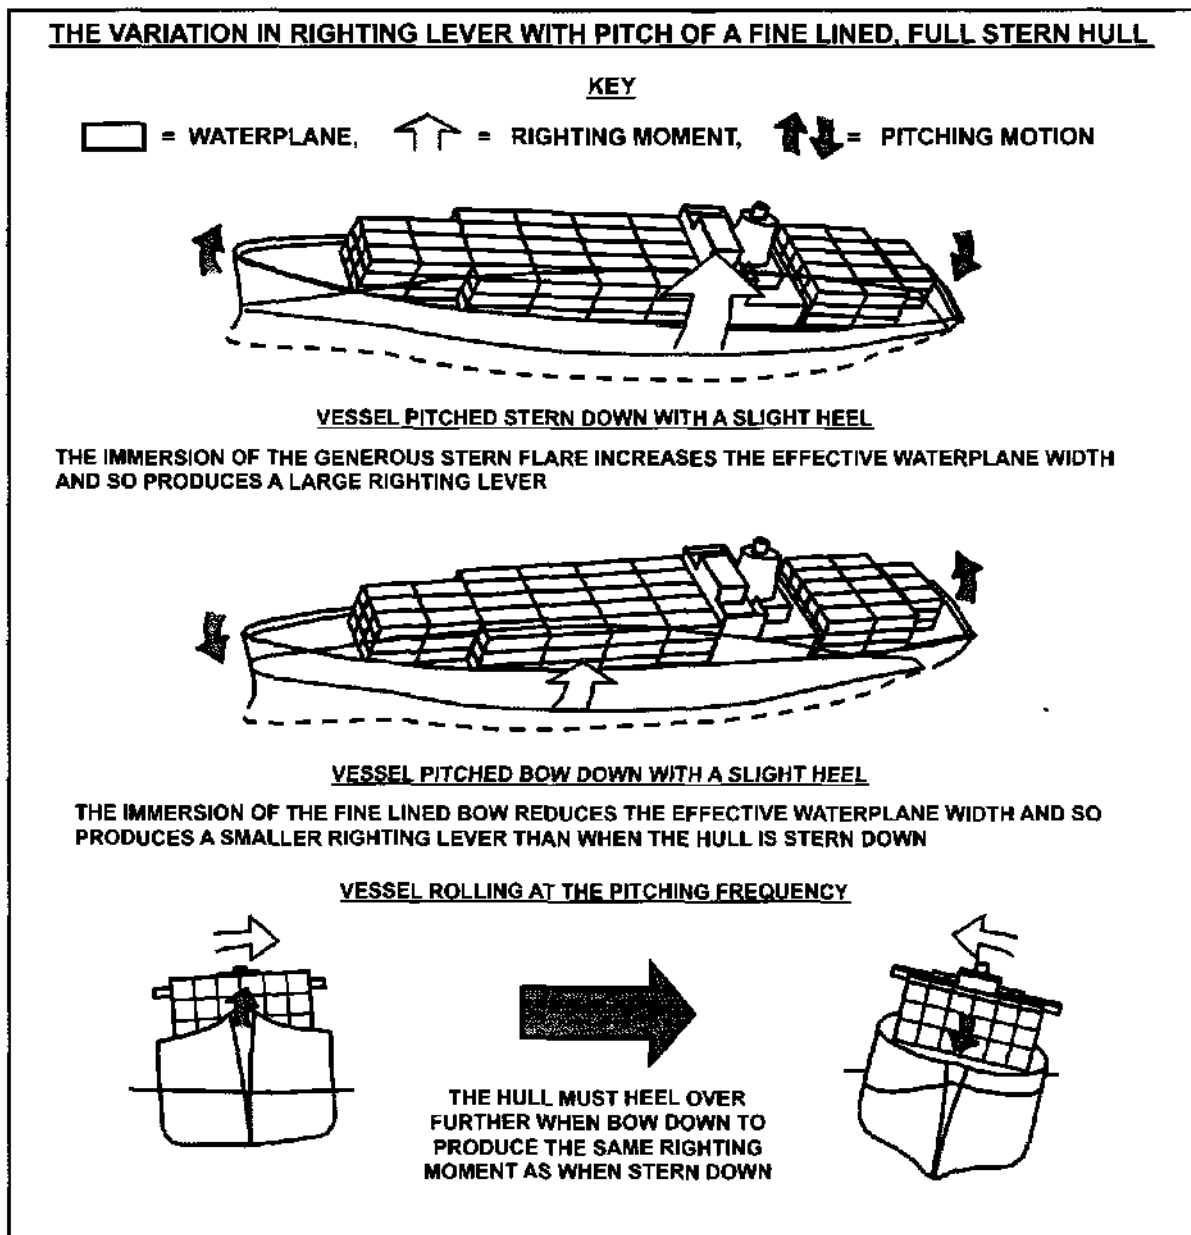 THE VARIATION IN RIGHTING LEVER WITH PITCH OF A FINE LINED, FULL STERN HULL
KEY
= WATERPLANE, = RIGHTING MOMENT, = PITCHING MOTION
VESSEL PITCHED STERN DOWN WITH A SLIGHT HEEL
THE IMMERSION OF THE GENEROUS STERN FLARE INCREASES THE EFFECTIVE WATERPLANE WIDTH
AND SO PRODUCES A LARGE RIGHTING LEVER
VESSEL PITCHED BOW DOWN WITH A SLIGHT HEEL
THE IMMERSION OF THE FINE LINED BOW REDUCES THE EFFECTIVE WATERPLANE WIDTH AND SO
PRODUCES A SMALLER RIGHTING LEVER THAN WHEN THE HULL IS STERN DOWN
VESSEL ROLLING AT THE PITCHING FREQUENCY
THE HULL MUST HEEL OVER
FURTHER WHEN BOW DOWN TO
PRODUCE THE SAME RIGHTING
MOMENT AS WHEN STERN DOWN